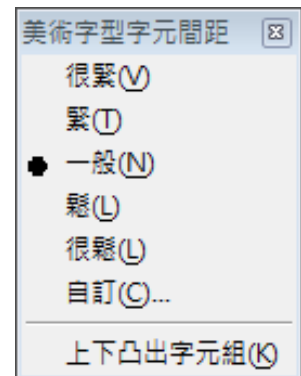 美術字型字元間距
很緊(V)
緊(T)
一般(N)
鬆(L)
很鬆(L)
自訂(C)...
上下凸出字元組(K)